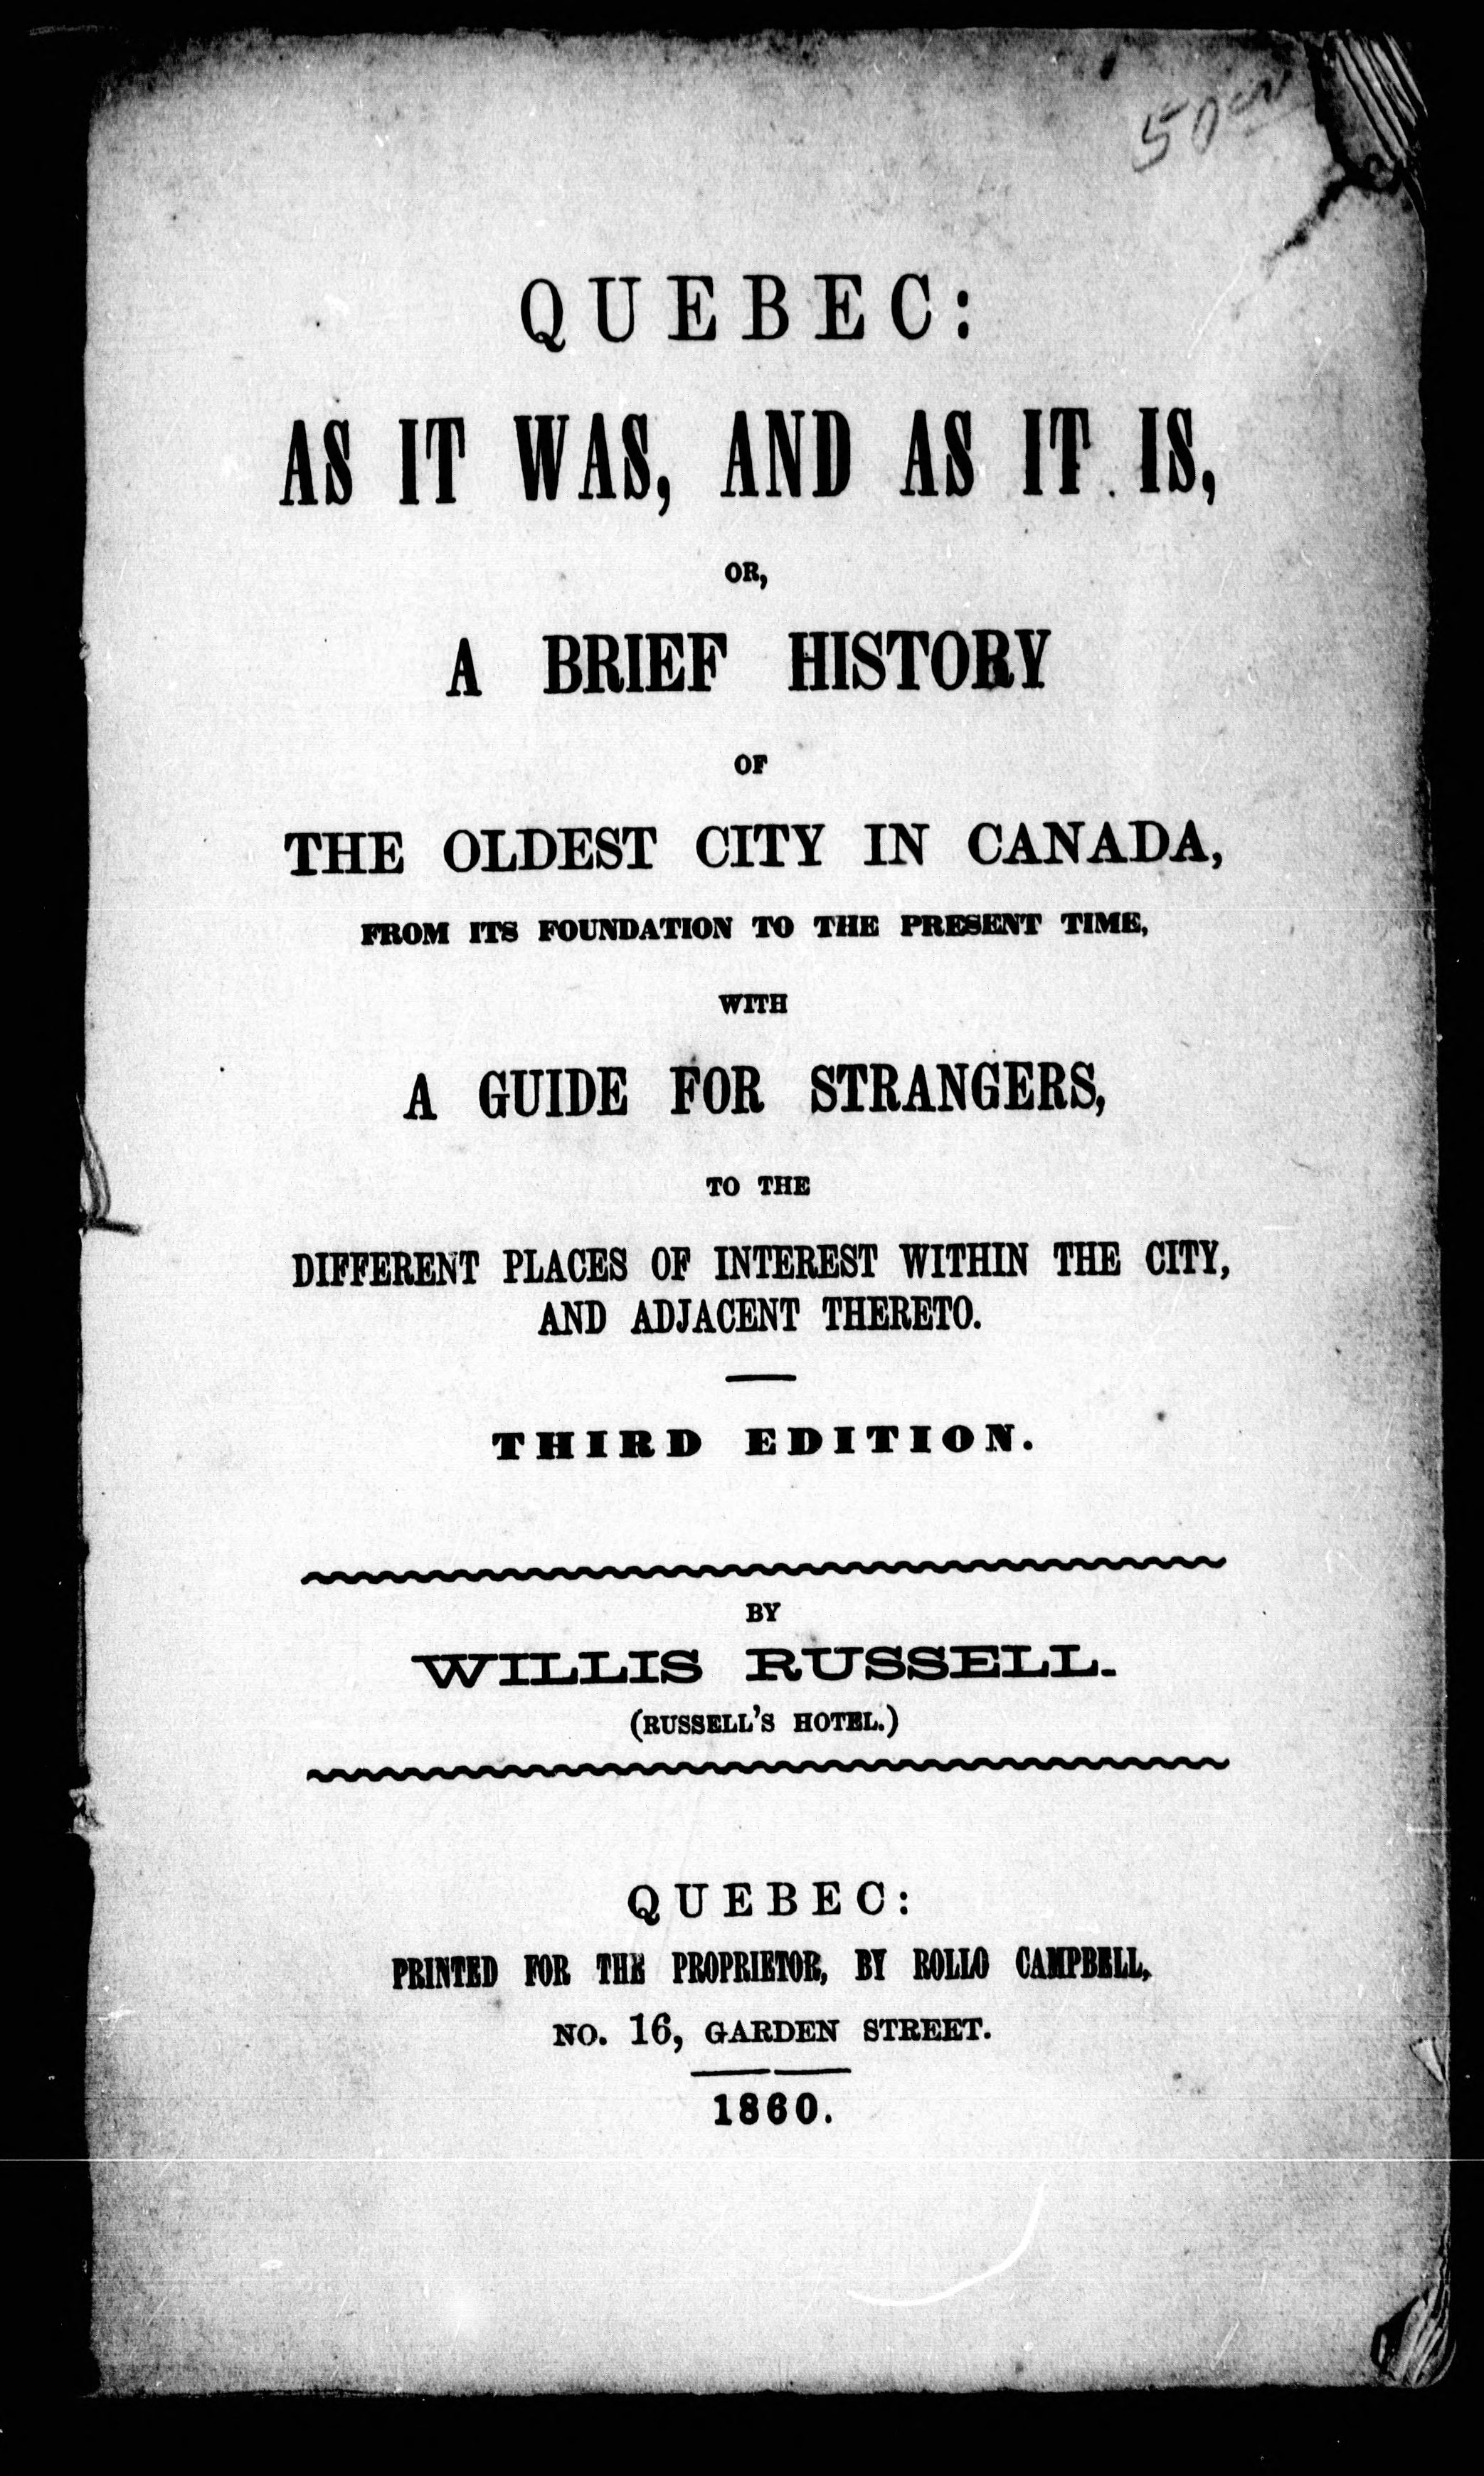 50
QUEBEC:
AS IT WAS, AND AS IT IS,
OR,
A BRIEF HISTORY
OF
THE OLDEST CITY IN CANADA,
FROM ITS FOUNDATION TO THE PRESENT TIME,
WITH
A GUIDE FOR STRANGERS,
TO THE
DIFFERENT PLACES OF INTEREST WITHIN THE CITY,
AND ADJACENT THERETO.
THIRD EDITION.
BY
WILLIS RUSSELL.
(RUSSELL'S HOTEL.)
QUEBEC:
PRINTED FOR THE PROPRIETOR, BY ROLLO CAMPBELL,
NO. 16, GARDEN STREET.
1860.